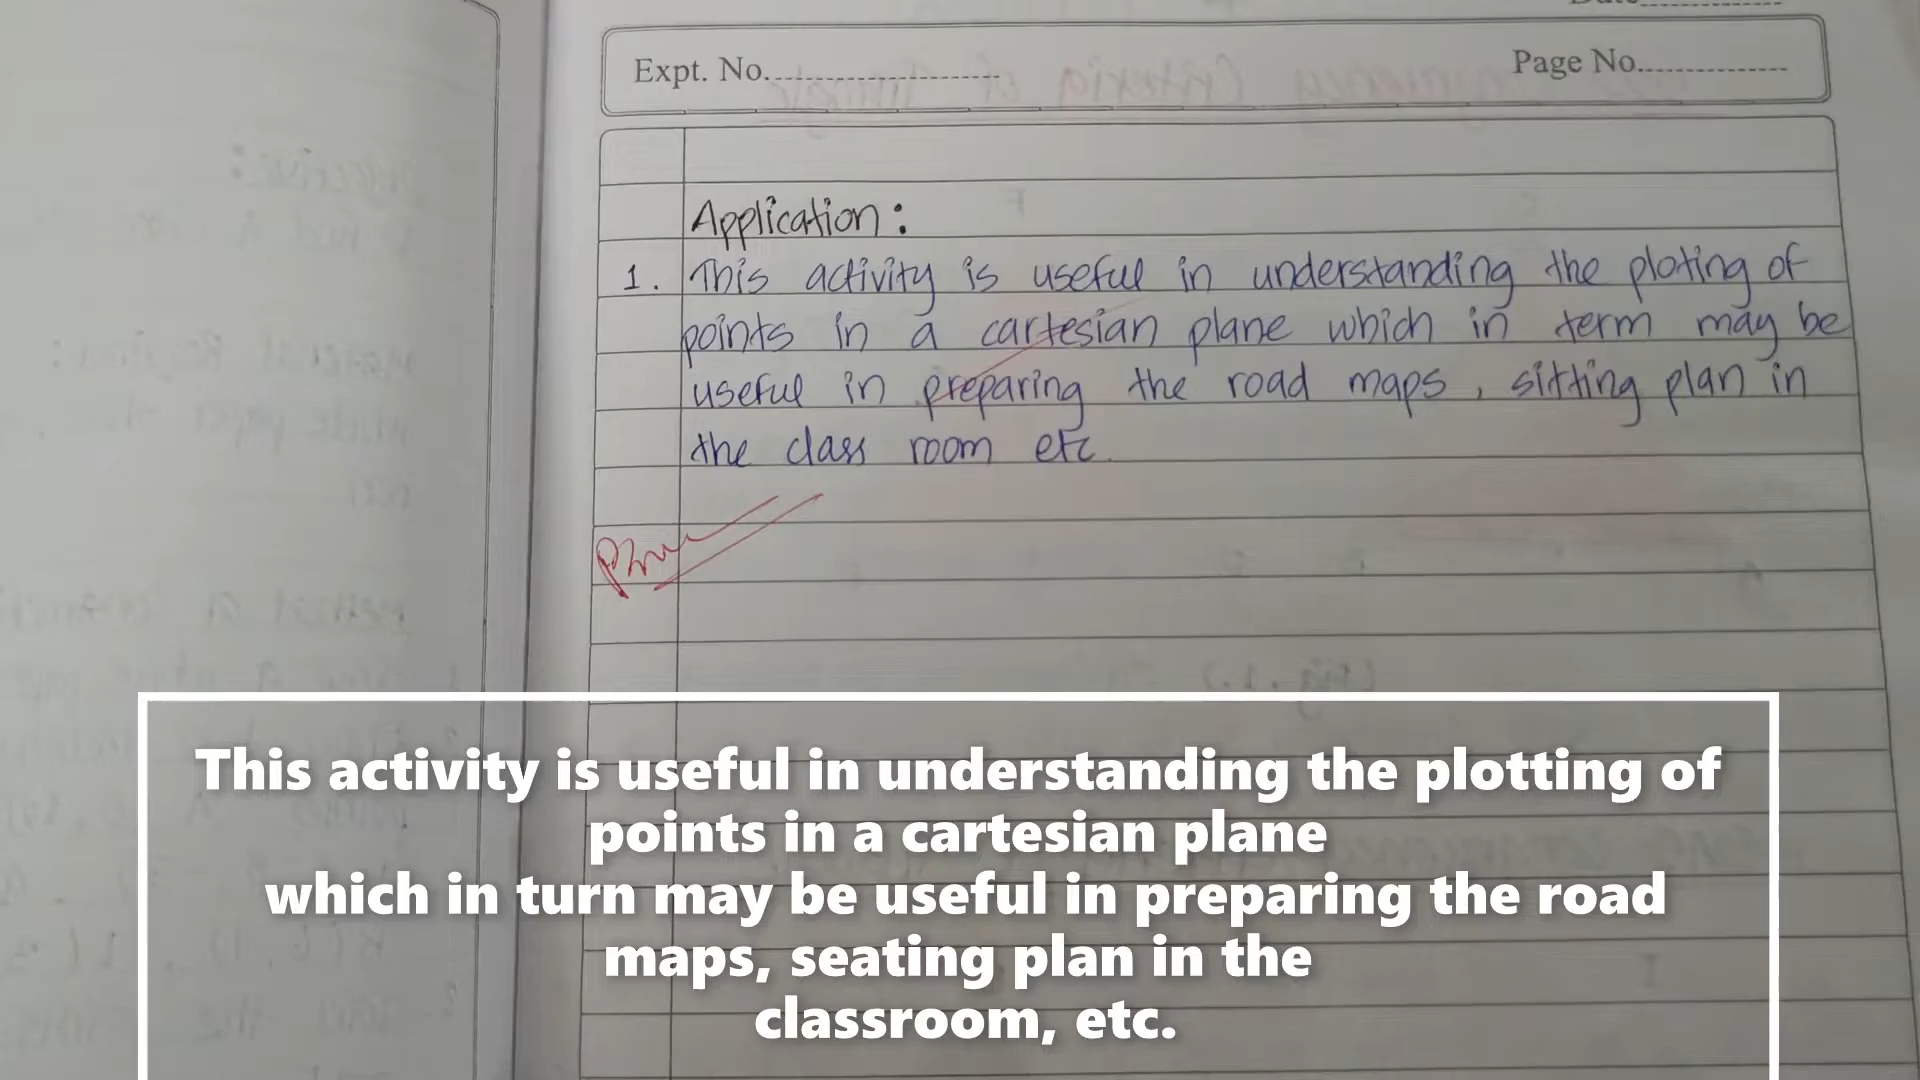 Date
Expt. No.
Page No.
Application:
1. This activity is useful in understanding the ploting of
points in a cartesian plane which in term may be
useful in preparing the road maps, sitting plan in
the class room etc.
This activity is useful in understanding the plotting of
points in a cartesian plane
which in turn may be useful in preparing the road
maps, seating plan in the
classroom, etc.